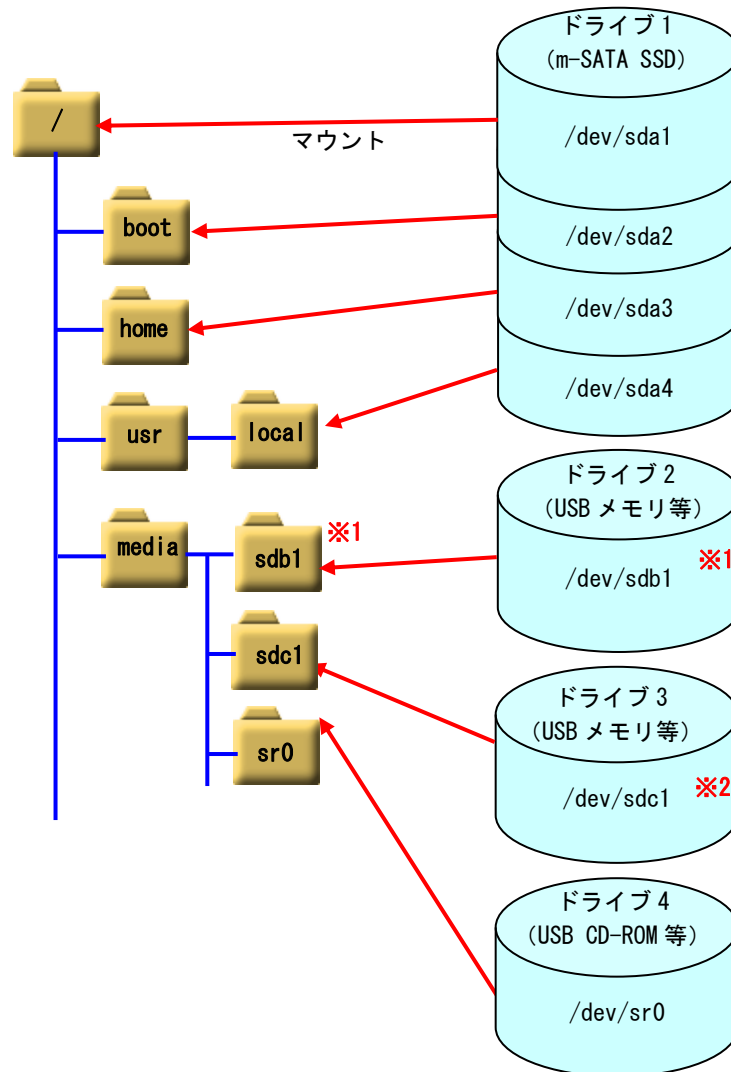 ドライブ1
(m-SATA SSD)
/
マウント
/dev/sda1
boot
/dev/sda2
home
/dev/sda3
usr
local
/dev/sda4
ドライブ2
(USB メモリ等)
media
sdb1
※1
/dev/sdb1
※1
sdc1
ドライブ3
(USB メモリ等)
sr0
/dev/sdc1
※2
ドライブ4
(USB CD-ROM 等)
/dev/sr0